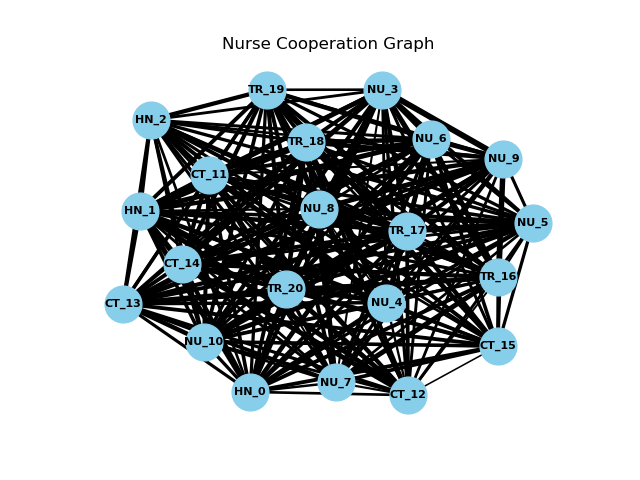 Nurse Cooperation Graph
TR_19
NU_3
HN_2
TR_18
NU_6
NU_9
CT_11
HN_1
NU_8
NU_5
TR_17
CT_14
TR_16
TR_20
CT_13
NU_4
NU_10
CT_15
NU_7
HN_0
CT_12